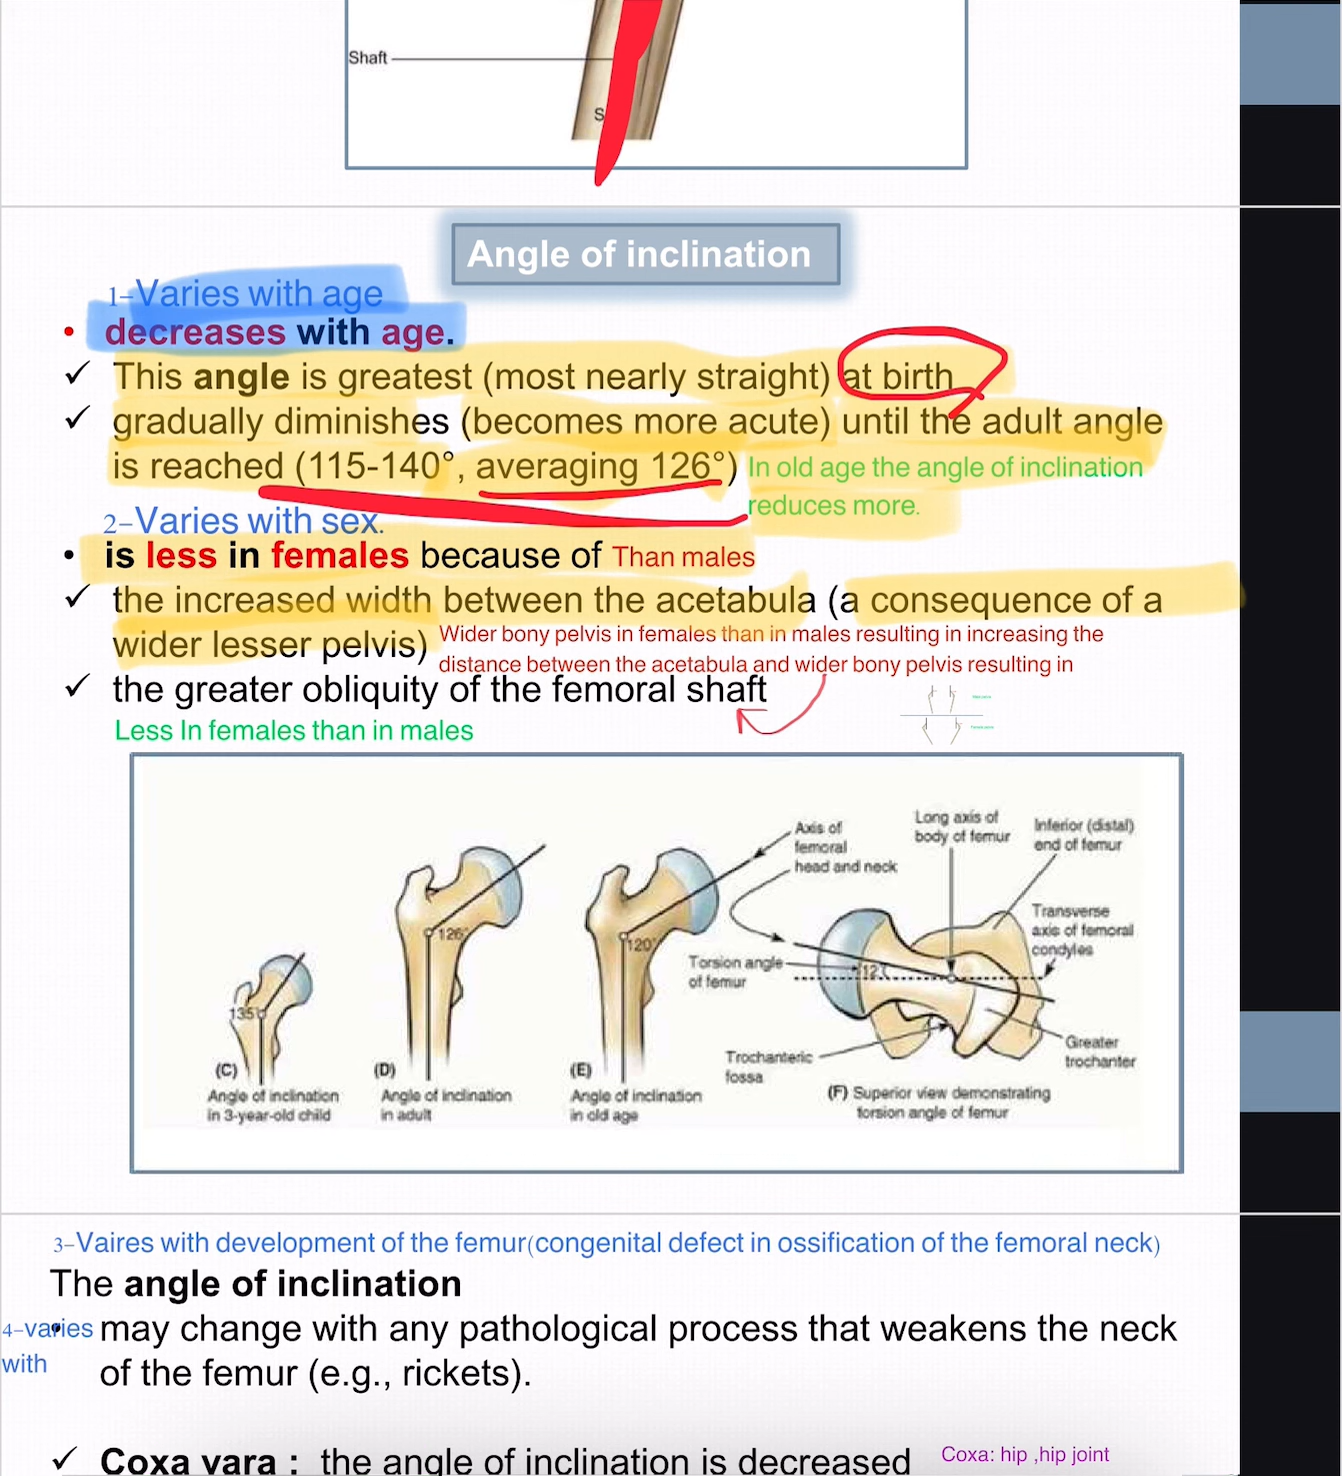 Shaft
S
Angle of inclination
1-Varies with age
• decreases with age.
✓ This angle is greatest (most nearly straight) at birth
✓ gradually diminishes (becomes more acute) until the adult angle
is reached (115-140°, averaging 126°) In old age the angle of inclination
reduces more.
2-Varies with sex.
• is less in females because of Than males
✓ the increased width between the acetabula (a consequence of a
wider lesser pelvis) Wider bony pelvis in females than in males resulting in increasing the
distance between the acetabula and wider bony pelvis resulting in
✓ the greater obliquity of the femoral shaft
Less In females than in males
Axis of
femoral
head and neck
Long axis of
body of femur
Inferior (distal)
end of femur
Transverse
axis of femoral
condyles
126°
120°
Torsion angle
of femur
12
135°
Greater
trochanter
Trochanteric
fossa
(C)
Angle of inclination
in 3-year-old child
(D)
Angle of inclination
in adult
(E)
Angle of inclination
in old age
(F) Superior view demonstrating
torsion angle of femur
3-Vaires with development of the femur(congenital defect in ossification of the femoral neck)
The angle of inclination
4-varies
with
• may change with any pathological process that weakens the neck
of the femur (e.g., rickets).
✓ Coxa vara : the angle of inclination is decreased Coxa: hip ,hip joint